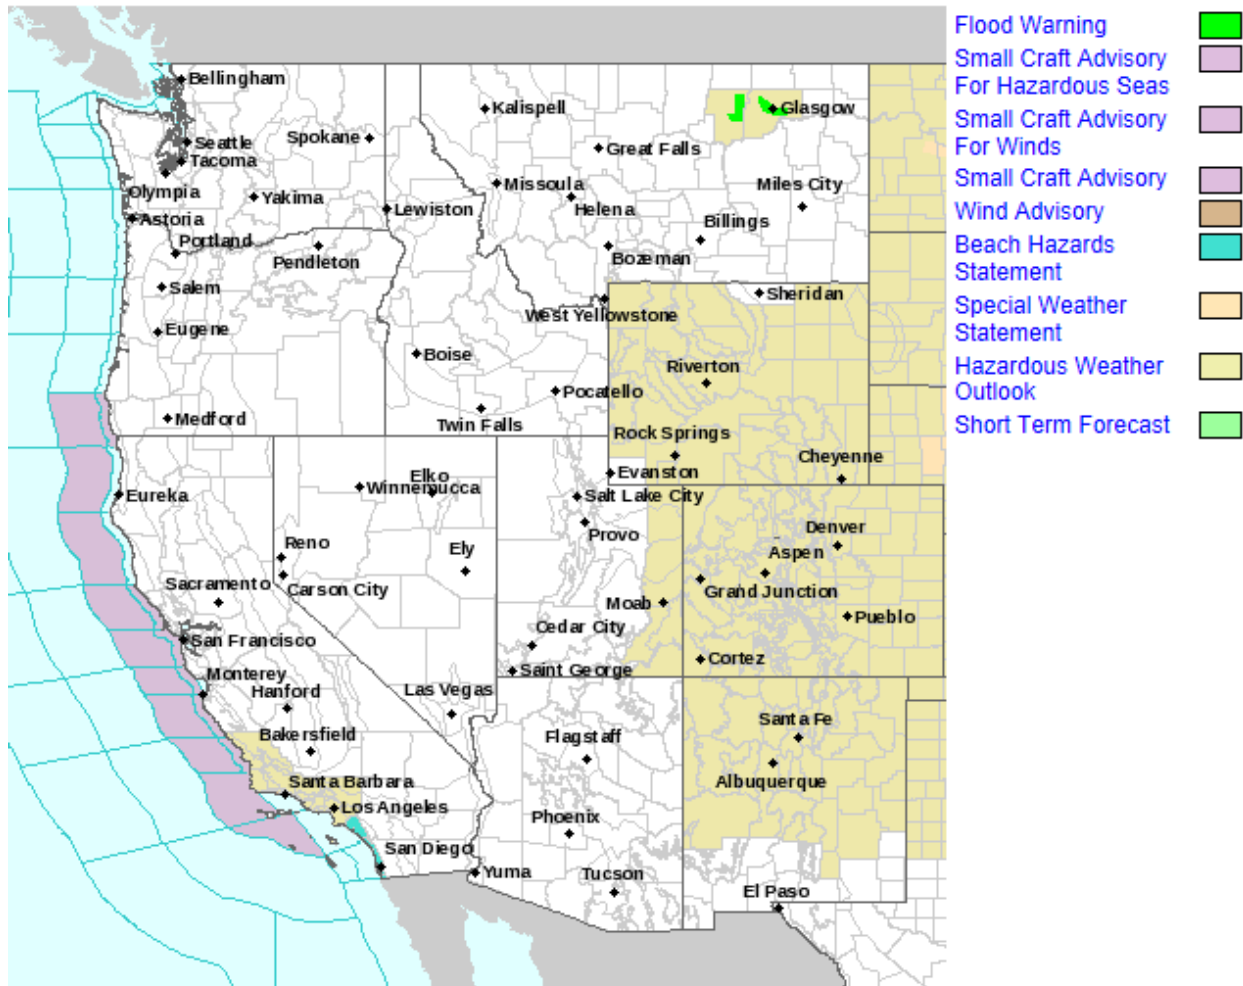 Bellingham
Kalispell
Glasgow
Spokane
Seattle
Great Falls
Tacoma
Missoula
Miles City
Olympia
Yakima
Helena
Lewiston
Astoria
Billings
Portland
Pendleton
Bozeman
Salem
Sheridan
West Yellowstone
Eugene
Boise
Riverton
Pocatello
Medford
Twin Falls
Rock Springs
Cheyenne
Elko
Evanston
Winnemucca
Eureka
Salt Lake City
Provo
Denver
Reno
Ely
Aspen
Sacramento
Carson City
Grand Junction
Moab
Pueblo
Cedar City
San Francisco
Cortez
Saint George
Monterey
Hanford
Las Vegas
Santa Fe
Bakersfield
Flagstaff
Santa Barbara
Albuquerque
Los Angeles
Phoenix
San Diego
Yuma
Tucson
El Paso
Flood Warning
Small Craft Advisory
For Hazardous Seas
Small Craft Advisory
For Winds
Small Craft Advisory
Wind Advisory
Beach Hazards
Statement
Special Weather
Statement
Hazardous Weather
Outlook
Short Term Forecast